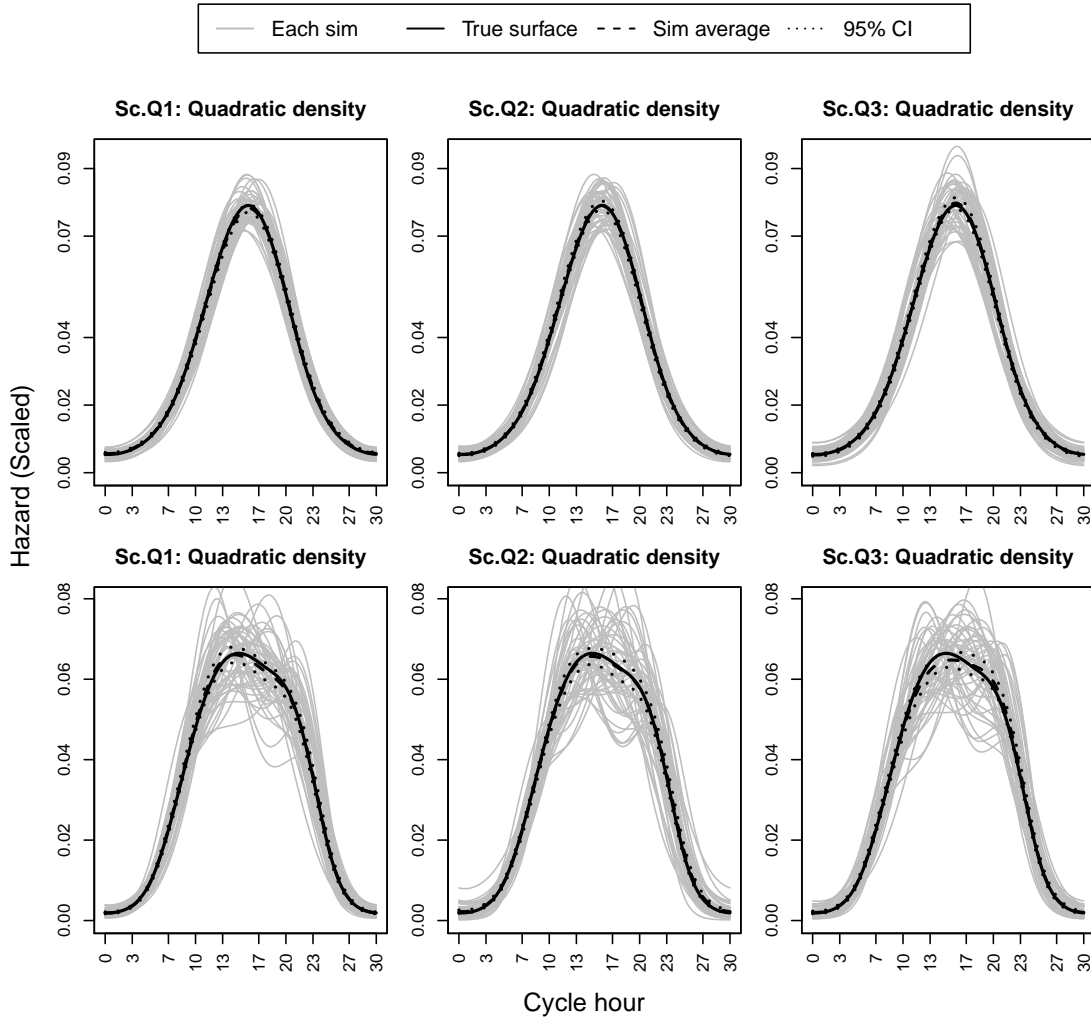 Each sim True surface Sim average 95% CI
Sc.Q1: Quadratic density Sc.Q2: Quadratic density Sc.Q3: Quadratic density
0.09 0.09 0.09
0.07 0.07 0.07
0.04 0.04 0.04
0.02 0.02 0.02
0.00 0.00 0.00
0 3 7 10 13 17 20 23 27 30 0 3 7 10 13 17 20 23 27 30 0 3 7 10 13 17 20 23 27 30
Hazard (Scaled)
Sc.Q1: Quadratic density Sc.Q2: Quadratic density Sc.Q3: Quadratic density
0.08 0.08 0.08
0.06 0.06 0.06
0.04 0.04 0.04
0.02 0.02 0.02
0.00 0.00 0.00
0 3 7 10 13 17 20 23 27 30 0 3 7 10 13 17 20 23 27 30 0 3 7 10 13 17 20 23 27 30
Cycle hour